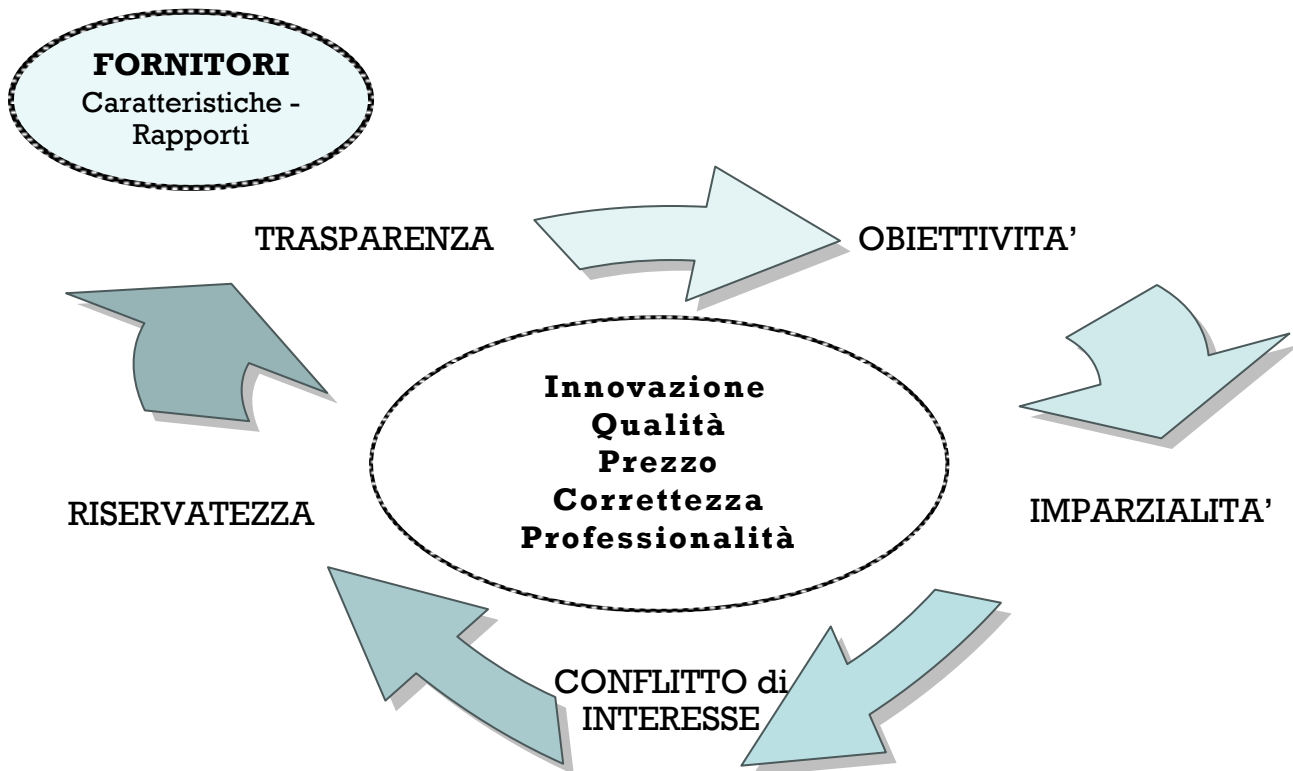 FORNITORI
Caratteristiche -
Rapporti
TRASPARENZA
OBIETTIVITA’
Innovazione
Qualità
Prezzo
Correttezza
Professionalità
RISERVATEZZA
IMPARZIALITA’
CONFLITTO di
INTERESSE